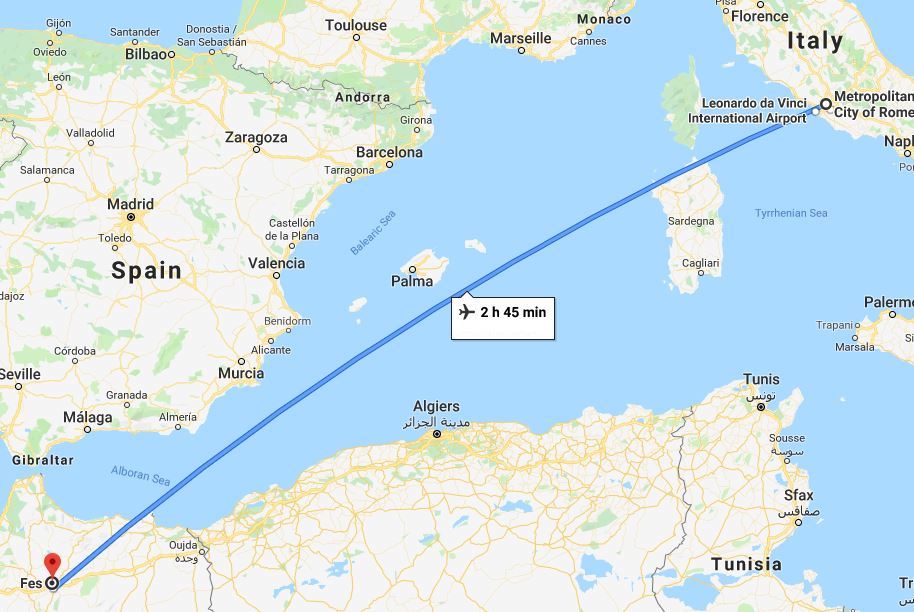 Gijón
Oviedo
Santander
Bilbao
Donostia /
San Sebastián
Toulouse
Monaco
Marseille
Cannes
Florence
Italy
León
Andorra
Girona
Leonardo da Vinci
International Airport
Metropolitan
City of Rome
Valladolid
Zaragoza
Barcelona
Salamanca
Tarragona
Madrid
Toledo
Castellón
de la Plana
Balearic Sea
Sardegna
Tyrrhenian Sea
Spain
Valencia
Palma
Cagliari
2 h 45 min
Benidorm
Alicante
Palermo
Trapani
Marsala
Córdoba
Murcia
Seville
Granada
Málaga
Almería
Algiers
مدينة الجزائر
Tunis
تونس
Sousse
سوسة
Gibraltar
Alboran Sea
Sfax
صفاقس
Oujda
وجدة
Fes
Tunisia